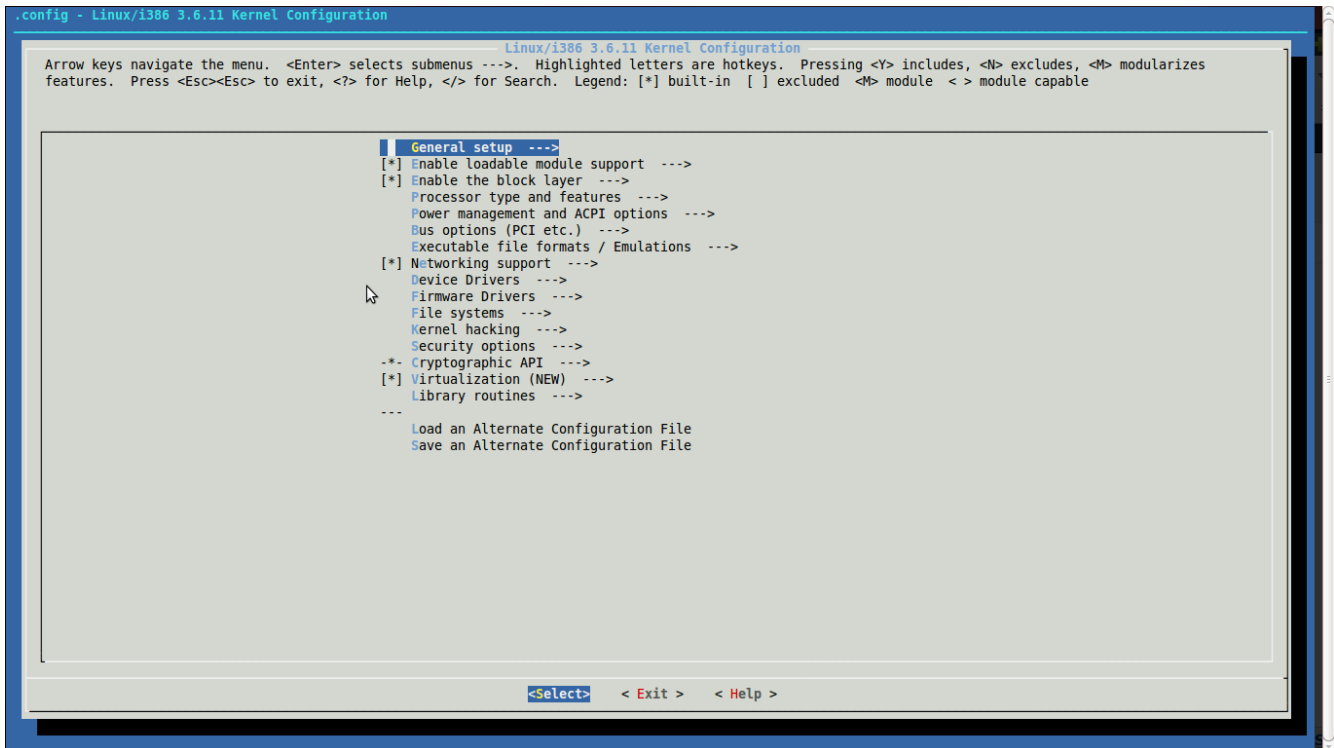 .config - Linux/i386 3.6.11 Kernel Configuration
Linux/i386 3.6.11 Kernel Configuration
Arrow keys navigate the menu.  <Enter> selects submenus --->.  Highlighted letters are hotkeys.  Pressing <Y> includes, <N> excludes, <M> modularizes
features.  Press <Esc><Esc> to exit, <?> for Help, </> for Search.  Legend: [*] built-in  [ ] excluded  <M> module  < > module capable
General setup  --->
[*] Enable loadable module support  --->
[*] Enable the block layer  --->
Processor type and features  --->
Power management and ACPI options  --->
Bus options (PCI etc.)  --->
Executable file formats / Emulations  --->
[*] Networking support  --->
Device Drivers  --->
Firmware Drivers  --->
File systems  --->
Kernel hacking  --->
Security options  --->
-*- Cryptographic API  --->
[*] Virtualization (NEW)  --->
Library routines  --->
---
Load an Alternate Configuration File
Save an Alternate Configuration File
<Select>    < Exit >    < Help >